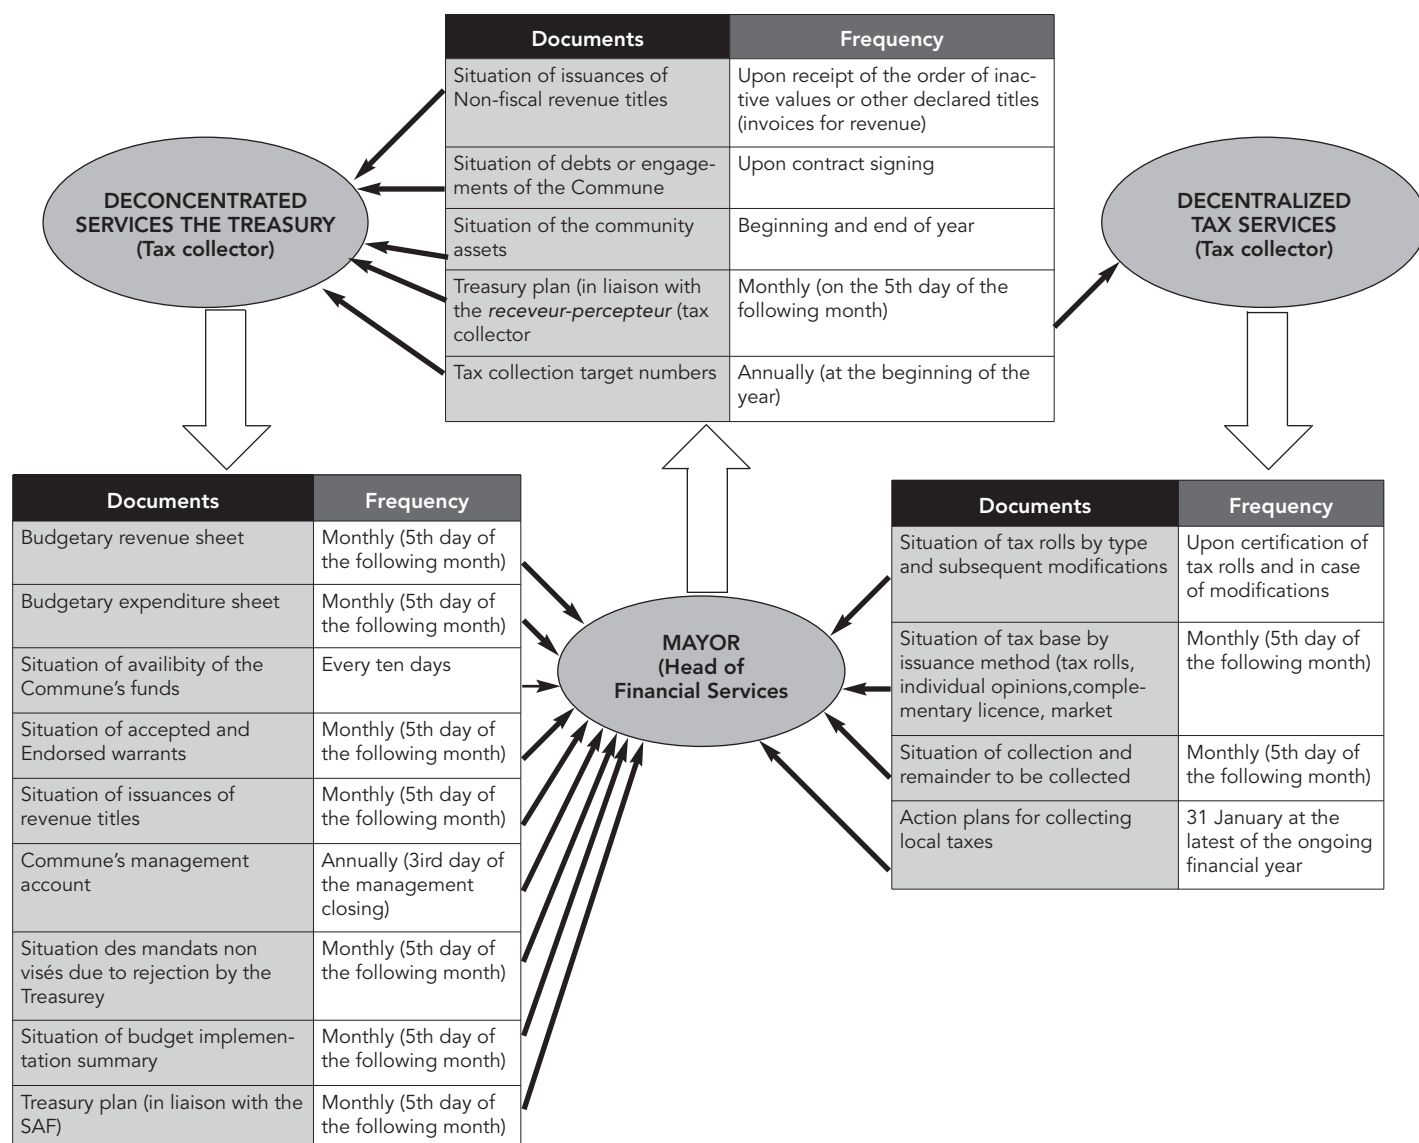 Documents
Frequency
Situation of issuances of
Non-fiscal revenue titles
Upon receipt of the order of inac-
tive values or other declared titles
(invoices for revenue)
Situation of debts or engage-
ments of the Commune
Upon contract signing
Situation of the community
assets
Beginning and end of year
Treasury plan (in liaison with
the receveur-percepteur (tax
collector
Monthly (on the 5th day of the
following month)
Tax collection target numbers
Annually (at the beginning of the
year)
DECONCENTRATED
SERVICES THE TREASURY
(Tax collector)
DECENTRALIZED
TAX SERVICES
(Tax collector)
Documents
Frequency
Budgetary revenue sheet
Monthly (5th day of
the following month)
Budgetary expenditure sheet
Monthly (5th day of
the following month)
Situation of availibity of the
Commune's funds
Every ten days
Situation of accepted and
Endorsed warrants
Monthly (5th day of
the following month)
Situation of issuances of
revenue titles
Monthly (5th day of
the following month)
Commune's management
account
Annually (3ird day of
the management
closing)
Situation des mandats non
visés due to rejection by the
Treasurey
Monthly (5th day of
the following month)
Situation of budget implemen-
tation summary
Monthly (5th day of
the following month)
Treasury plan (in liaison with the
SAF)
Monthly (5th day of
the following month)
MAYOR
(Head of
Financial Services
Documents
Frequency
Situation of tax rolls by type
and subsequent modifications
Upon certification of
tax rolls and in case
of modifications
Situation of tax base by
issuance method (tax rolls,
individual opinions,comple-
mentary licence, market
Monthly (5th day of
the following month)
Situation of collection and
remainder to be collected
Monthly (5th day of
the following month)
Action plans for collecting
local taxes
31 January at the
latest of the ongoing
financial year